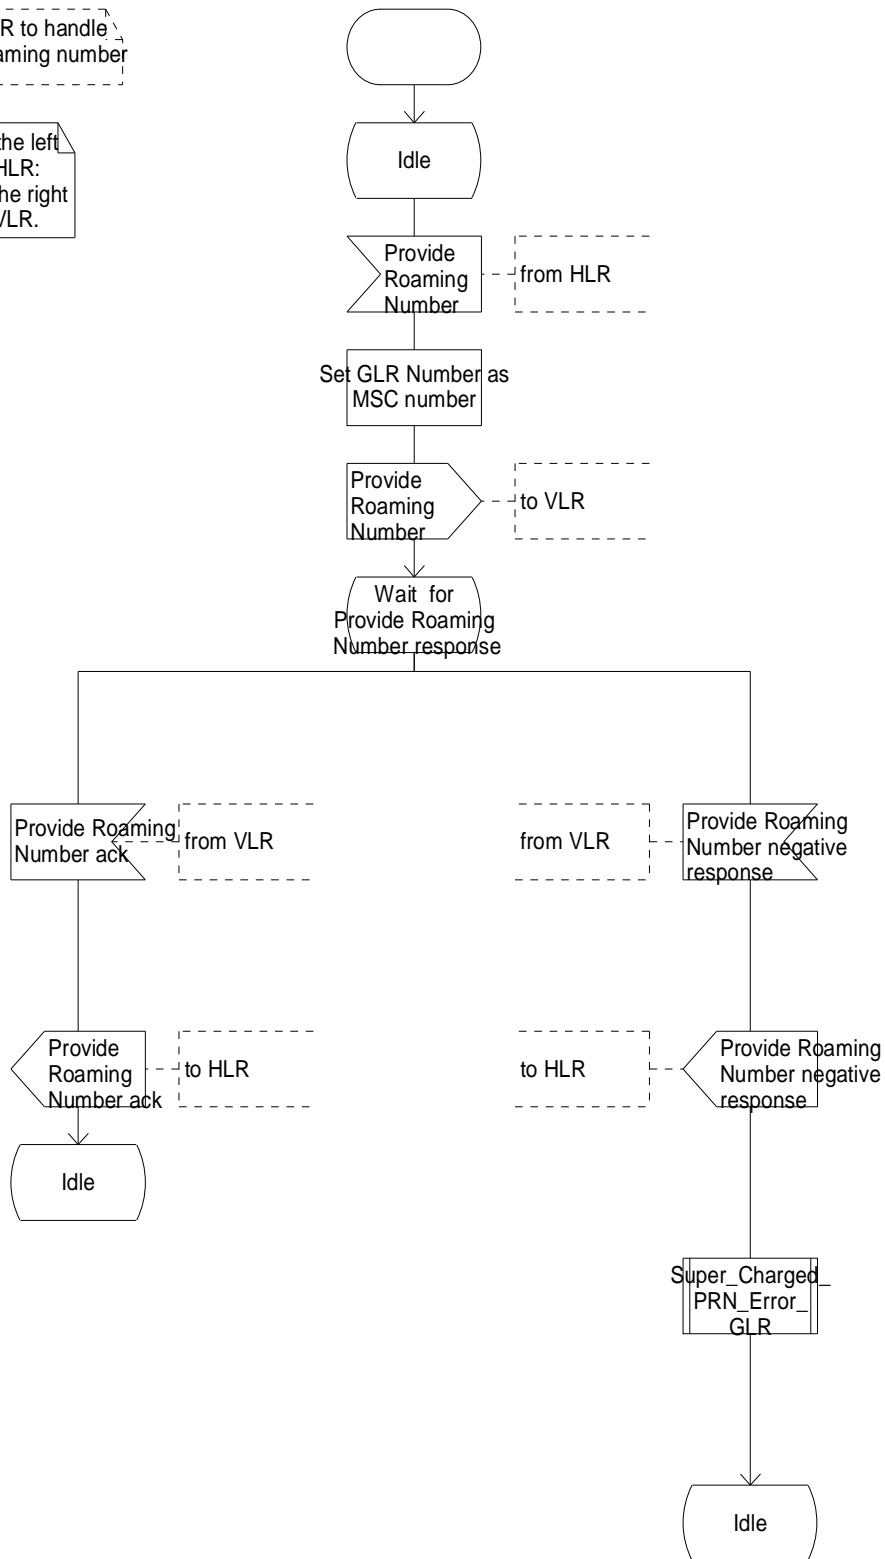 R to handle
aming number
the left
HLR:
the right
VLR.
Idle
Provide
Roaming
Number
from HLR
Set GLR Number as
MSC number
Provide
Roaming
Number
to VLR
Wait for
Provide Roaming
Number response
Provide Roaming
Number ack
from VLR
from VLR
Provide Roaming
Number negative
response
Provide
Roaming
Number ack
to HLR
to HLR
Provide Roaming
Number negative
response
Idle
Super_Charged_
PRN_Error_
GLR
Idle